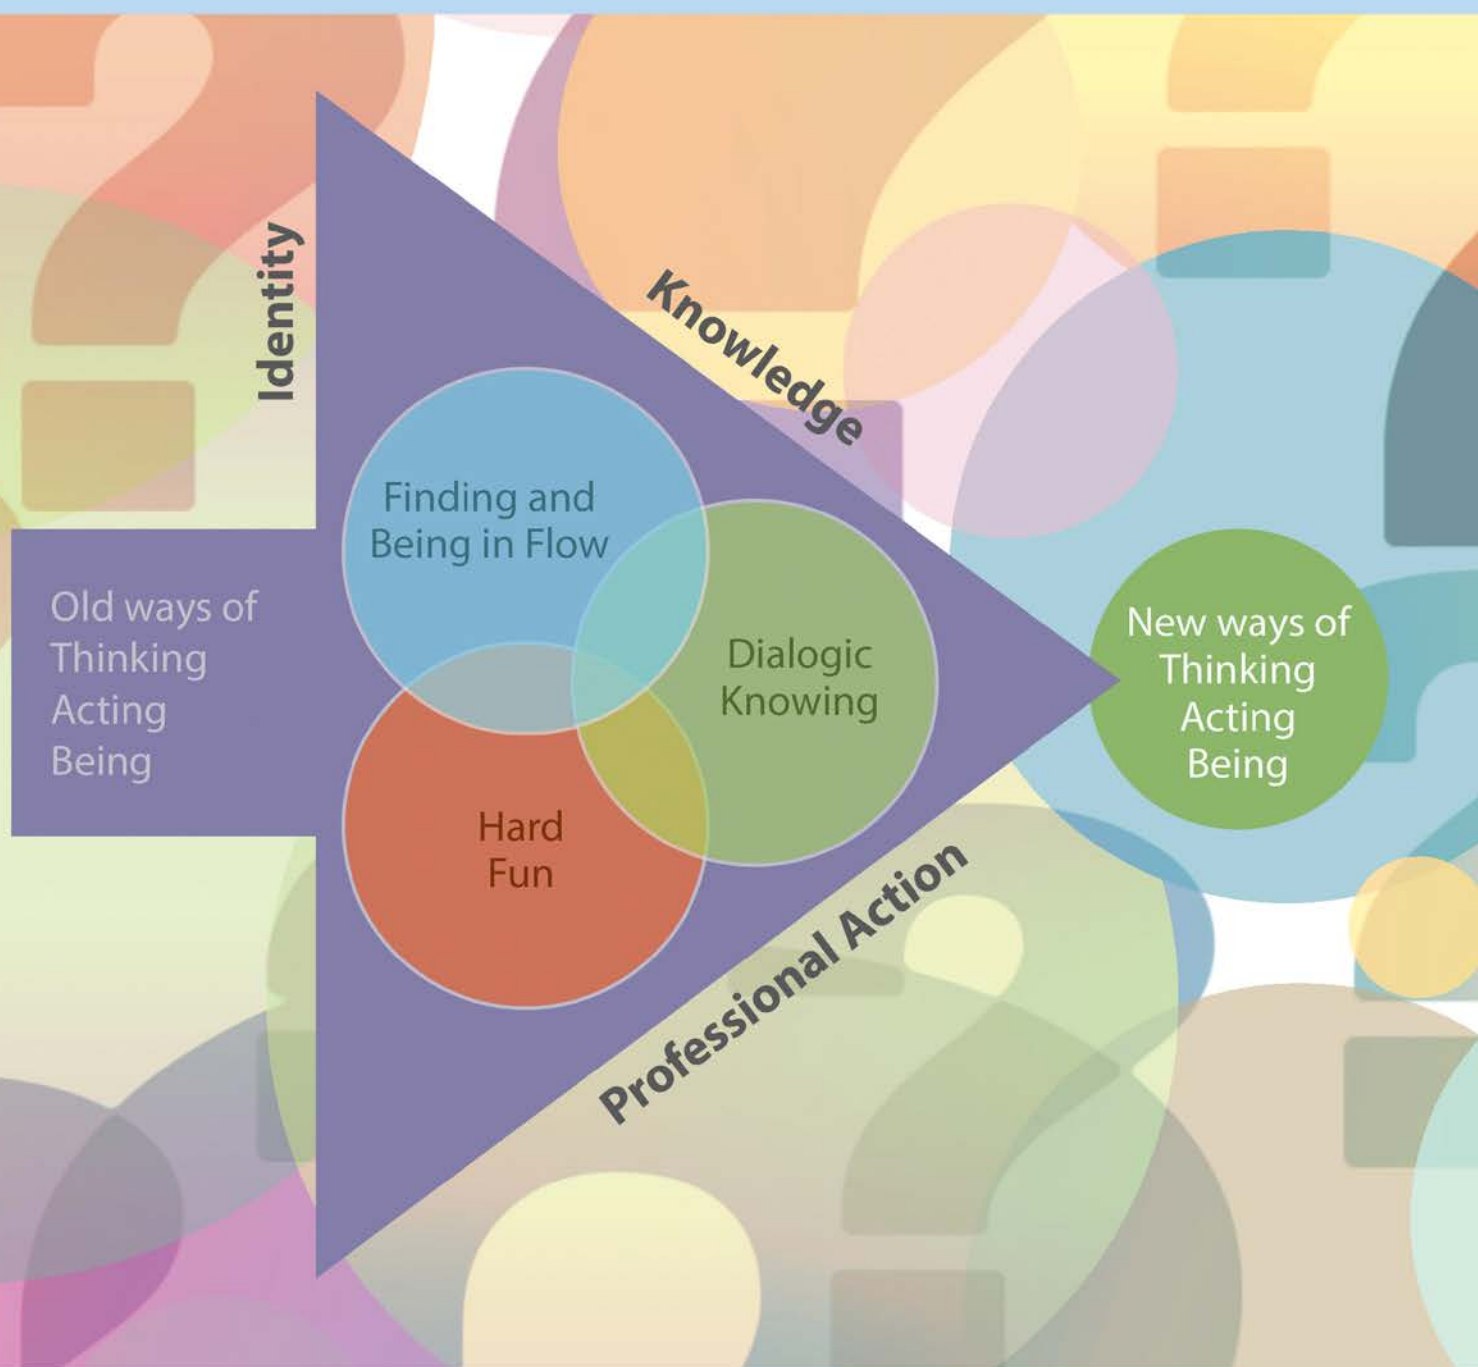 Identity
Knowledge
Finding and
Being in Flow
Old ways of
Thinking
Acting
Being
Dialogic
Knowing
New ways of
Thinking
Acting
Being
Hard
Fun
Professional Action